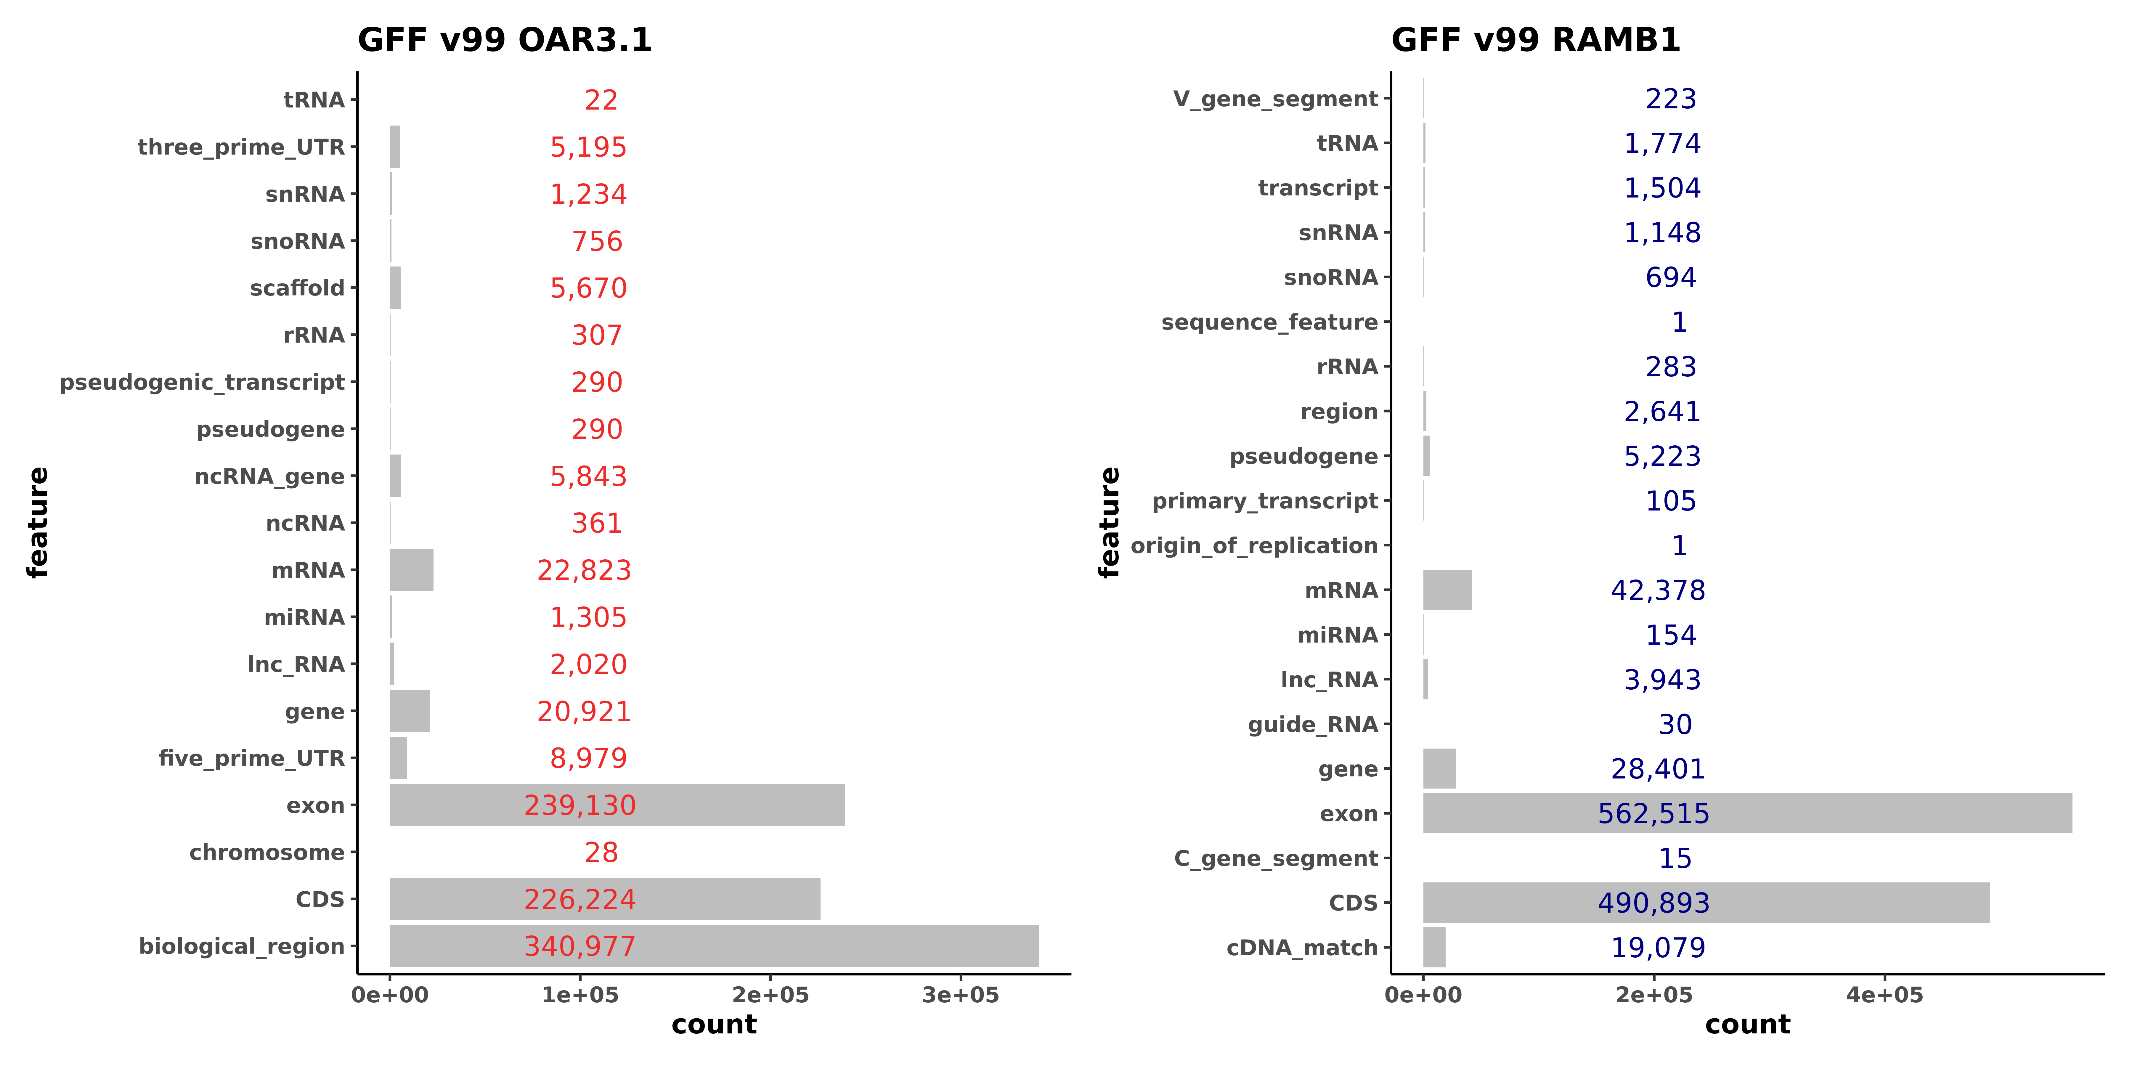 GFF v99 OAR3.1
feature
tRNA 22
three_prime_UTR 5,195
snRNA 1,234
snoRNA 756
scaffold 5,670
rRNA 307
pseudogenic_transcript 290
pseudogene 290
ncRNA_gene 5,843
ncRNA 361
mRNA 22,823
miRNA 1,305
lnc_RNA 2,020
gene 20,921
five_prime_UTR 8,979
exon 239,130
chromosome 28
CDS 226,224
biological_region 340,977
0e+00 1e+05 2e+05 3e+05
count
GFF v99 RAMB1
feature
V_gene_segment 223
tRNA 1,774
transcript 1,504
snRNA 1,148
snoRNA 694
sequence_feature 1
rRNA 283
region 2,641
pseudogene 5,223
primary_transcript 105
origin_of_replication 1
mRNA 42,378
miRNA 154
lnc_RNA 3,943
guide_RNA 30
gene 28,401
exon 562,515
C_gene_segment 15
CDS 490,893
cDNA_match 19,079
0e+00 2e+05 4e+05
count